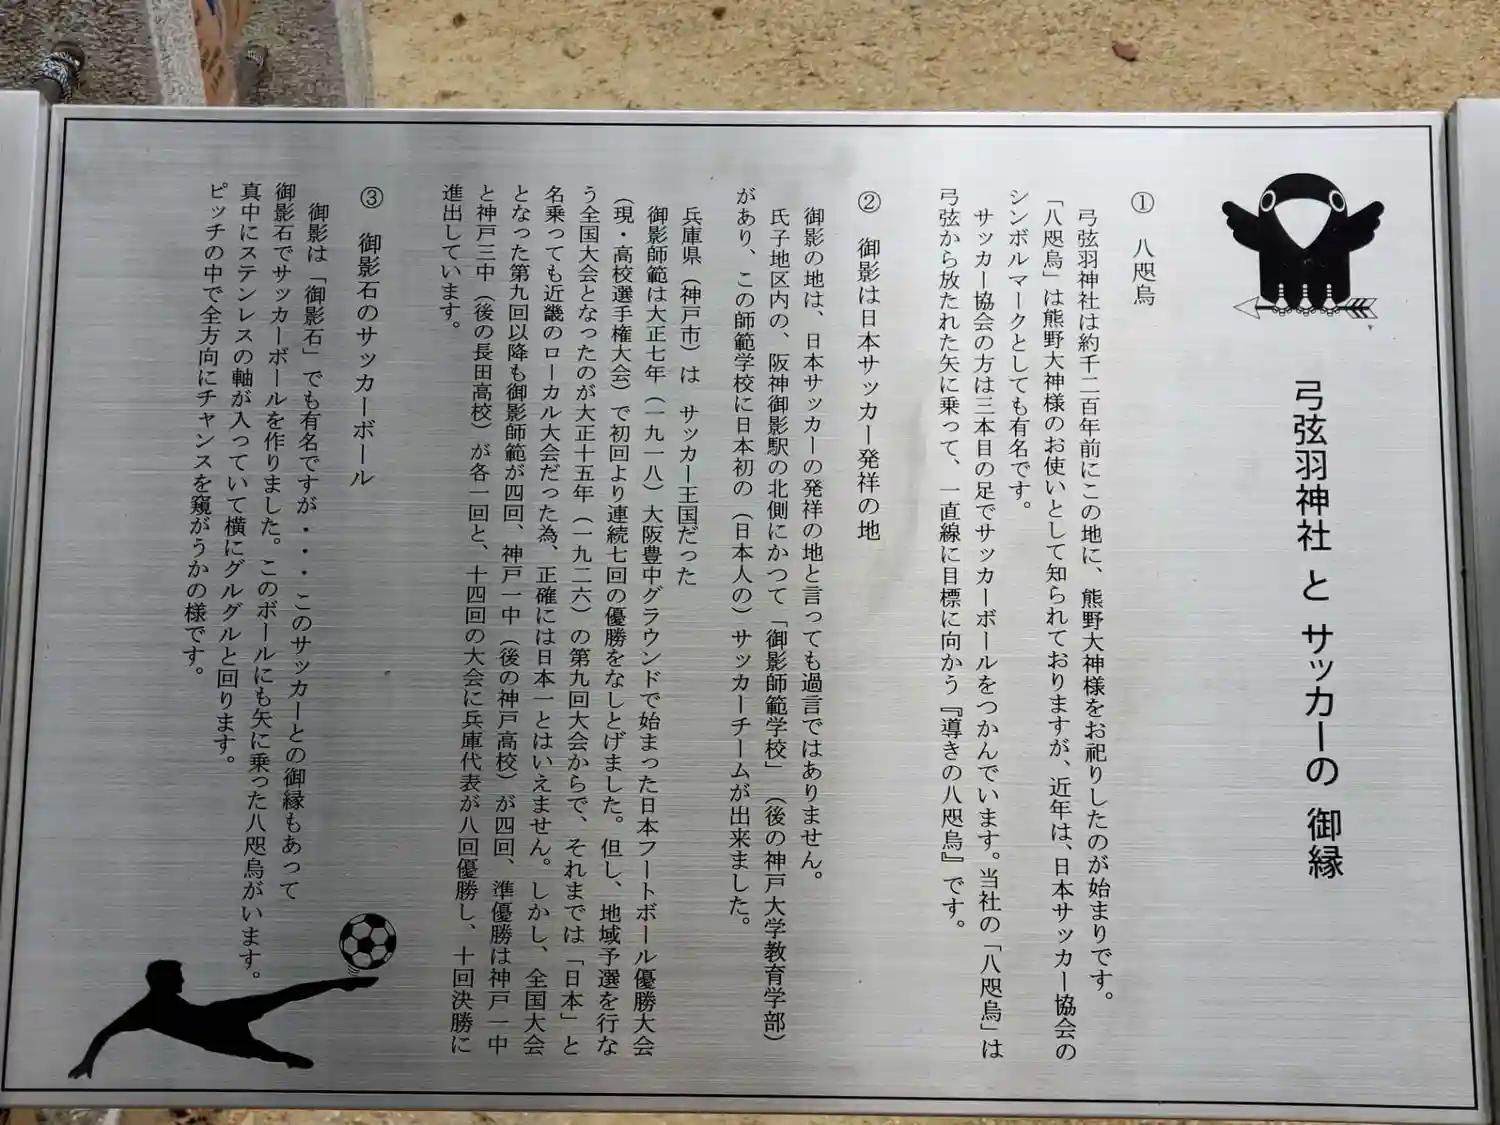 弓弦羽神社 と サッカーの 御縁
① 八咫烏
弓弦羽神社は約千二百年前にこの地に、熊野大神様をお祀りしたのが始まりです。
「八咫烏」は熊野大神様のお使いとして知られておりますが、近年は、日本サッカー協会の
シンボルマークとしても有名です。
サッカー協会の方は三本目の足でサッカーボールをつかんでいます。当社の「八咫烏」は
弓弦から放たれた矢に乗って、一直線に目標に向かう『導きの八咫烏』です。
② 御影は日本サッカー発祥の地
御影の地は、日本サッカーの発祥の地と言っても過言ではありません。
氏子地区内の、阪神御影駅の北側にかつて「御影師範学校」（後の神戸大学教育学部）
があり、この師範学校に日本初の（日本人の）サッカーチームが出来ました。
兵庫県（神戸市）は サッカー王国だった
御影師範は大正七年（一九一八）大阪豊中グラウンドで始まった日本フートボール優勝大会
（現・高校選手権大会）で初回より連続七回の優勝をなしとげました。但し、地域予選を行な
う全国大会となったのが大正十五年（一九二六）の第九回大会からで、それまでは「日本」と
名乗っても近畿のローカル大会だった為、正確には日本一とはいえません。しかし、全国大会
となった第九回以降も御影師範が四回、神戸一中（後の神戸高校）が四回、準優勝は神戸一中
と神戸三中（後の長田高校）が各一回と、十四回の大会に兵庫代表が八回優勝し、十回決勝に
進出しています。
③ 御影石のサッカーボール
御影は「御影石」でも有名ですが・・・このサッカーとの御縁もあって
御影石でサッカーボールを作りました。このボールにも矢に乗った八咫烏がいます。
真中にステンレスの軸が入っていて横にグルグルと回ります。
ピッチの中で全方向にチャンスを窺がうかの様です。